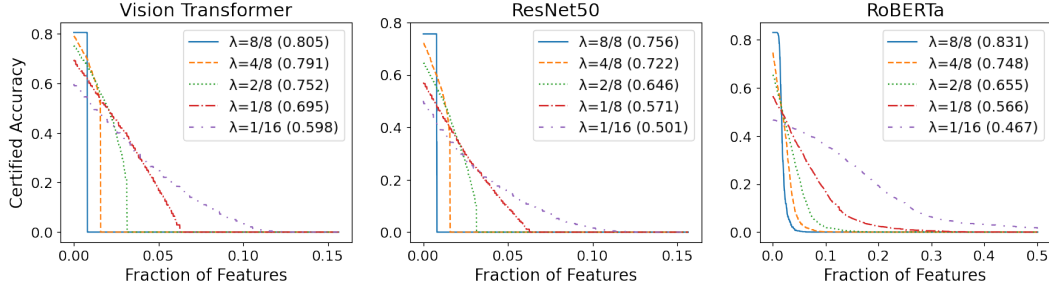 Vision Transformer
Certified Accuracy
0.8
0.6
0.4
0.2
0.0
λ=8/8 (0.805)
λ=4/8 (0.791)
λ=2/8 (0.752)
λ=1/8 (0.695)
λ=1/16 (0.598)
0.00 0.05 0.10 0.15
Fraction of Features
ResNet50
0.8
0.6
0.4
0.2
0.0
λ=8/8 (0.756)
λ=4/8 (0.722)
λ=2/8 (0.646)
λ=1/8 (0.571)
λ=1/16 (0.501)
0.00 0.05 0.10 0.15
Fraction of Features
RoBERTa
0.8
0.6
0.4
0.2
0.0
λ=8/8 (0.831)
λ=4/8 (0.748)
λ=2/8 (0.655)
λ=1/8 (0.566)
λ=1/16 (0.467)
0.0 0.1 0.2 0.3 0.4 0.5
Fraction of Features